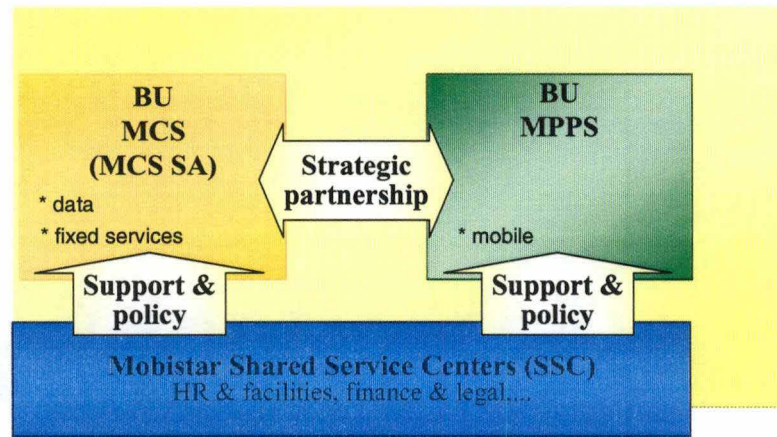 BU
MCS
(MCS SA)
* data
* fixed services
Strategic
partnership
BU
MPPS
* mobile
Support &
policy
Support &
policy
Mobistar Shared Service Centers (SSC)
HR & facilities, finance & legal,...